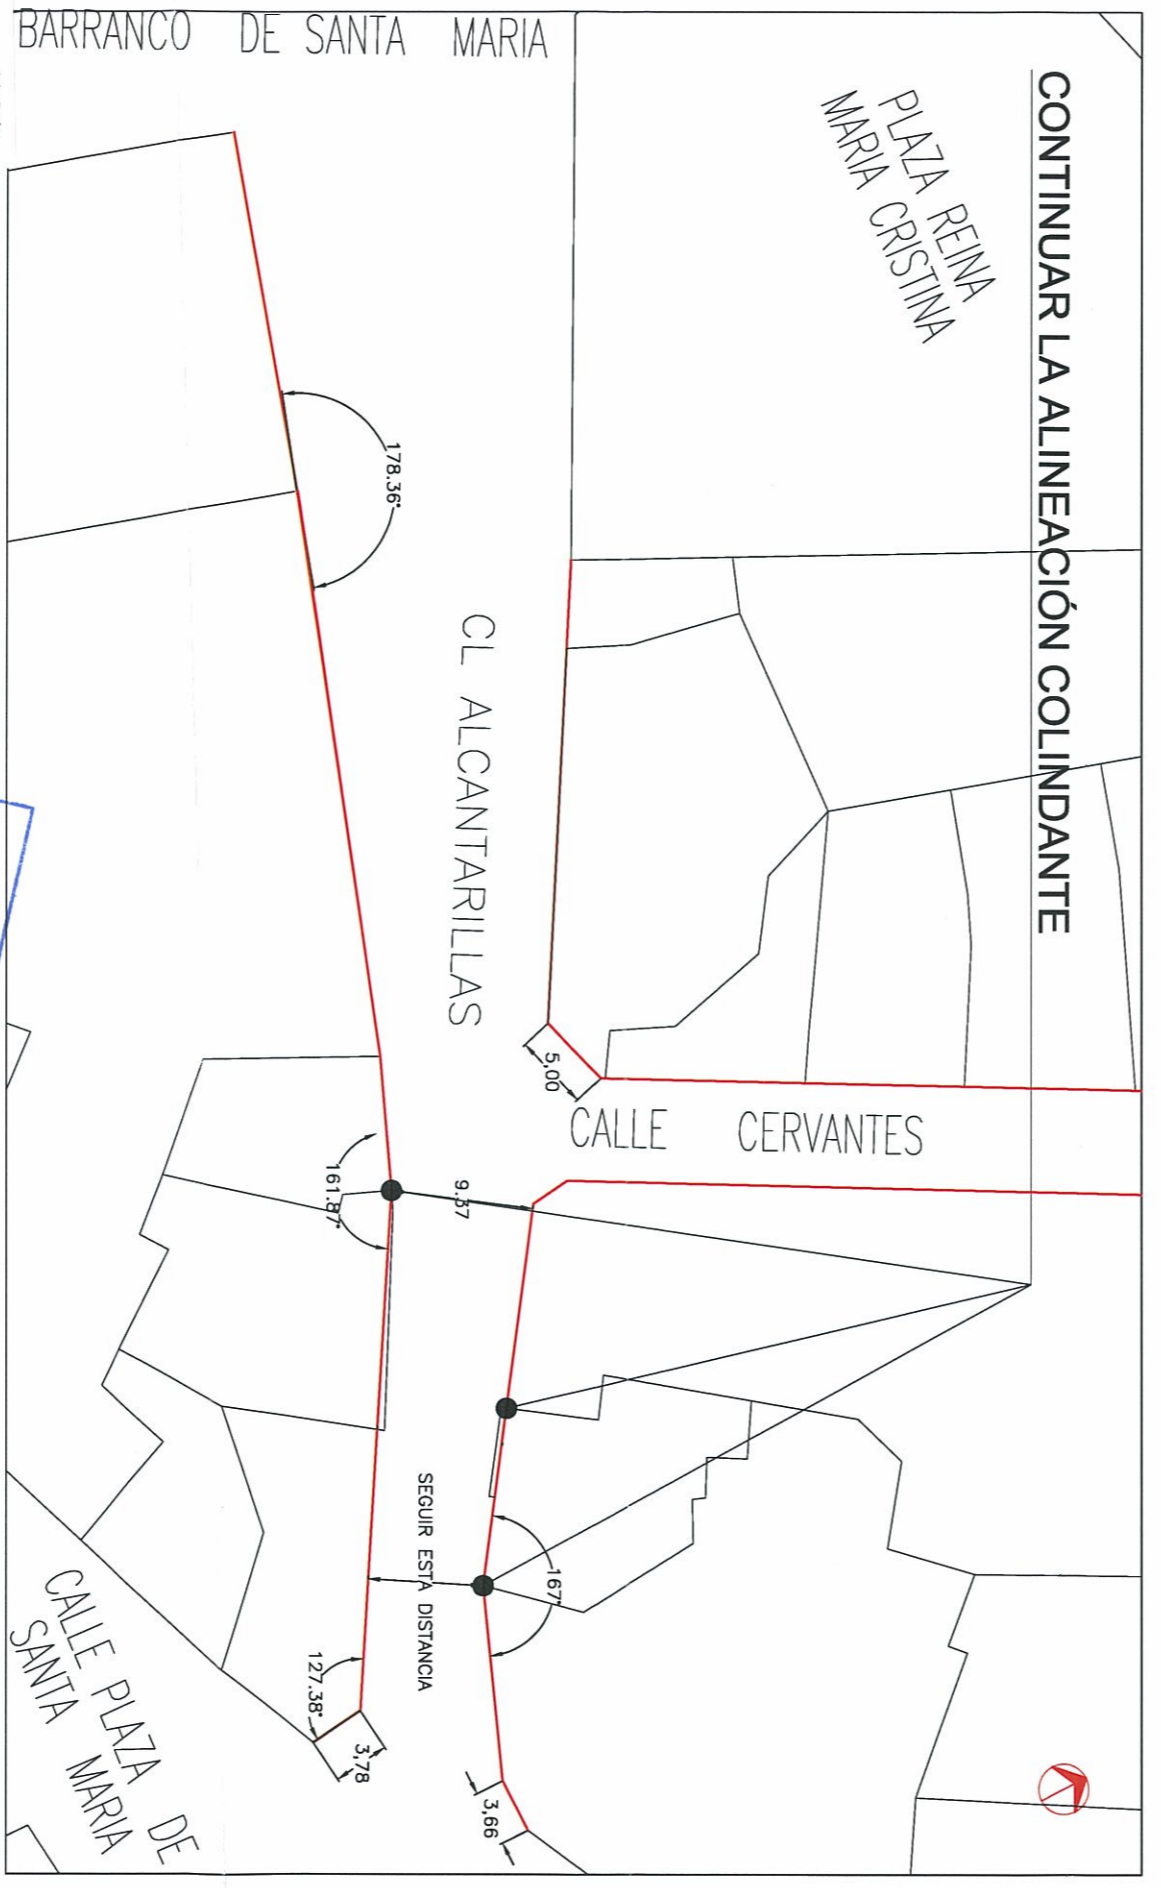 BARRANCO DE SANTA MARIA
PLAZA REINA
MARIA CRISTINA
CONTINUAR LA ALINEACIÓN COLINDANTE
178.36°
CL ALCANTARILLAS
5,00
CALLE CERVANTES
161.87°
9.37
SEGUIR ESTA DISTANCIA
167°
127.38°
3,78
3,66
CALLE PLAZA DE
SANTA MARIA